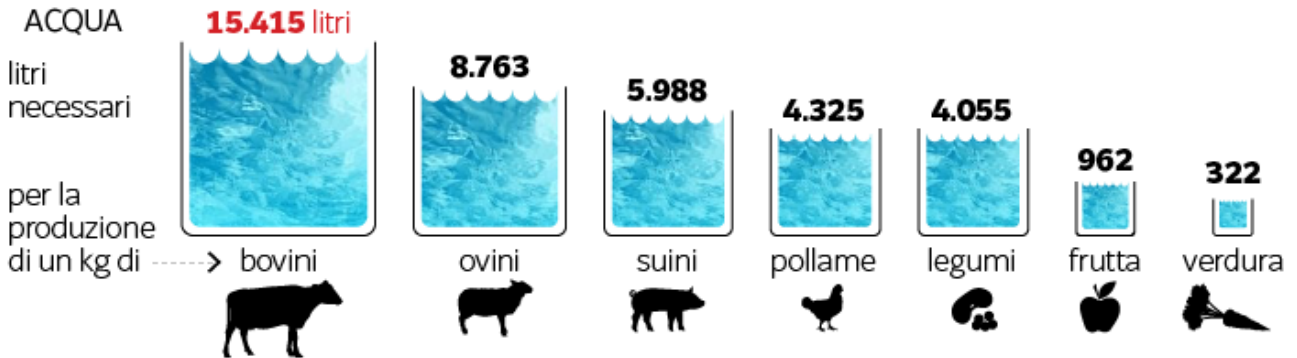 ACQUA
litri
necessari
per la
produzione
di un kg di
15.415 litri
8.763
5.988
4.325
4.055
962
322
bovini
ovini
suini
pollame
legumi
frutta
verdura